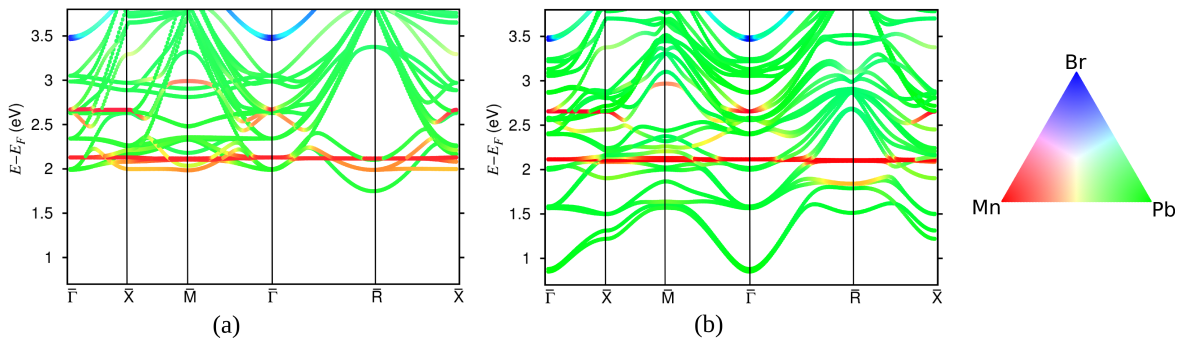 3.5
3
2.5
2
1.5
1
E−E_F (eV)
Γ̅ X̅ M̅ Γ̅ R̅ X̅
(a)
3.5
3
2.5
2
1.5
1
E−E_F (eV)
Γ̅ X̅ M̅ Γ̅ R̅ X̅
(b)
Br
Mn Pb